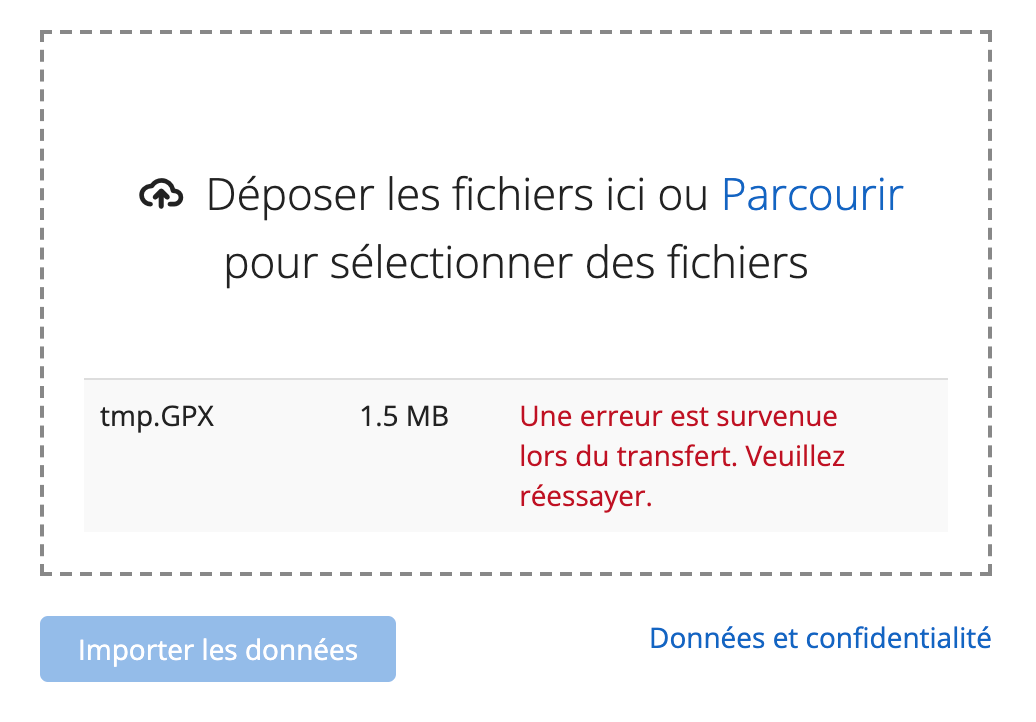 Déposer les fichiers ici ou Parcourir
pour sélectionner des fichiers
tmp.GPX 1.5 MB Une erreur est survenue
lors du transfert. Veuillez
réessayer.
Importer les données Données et confidentialité